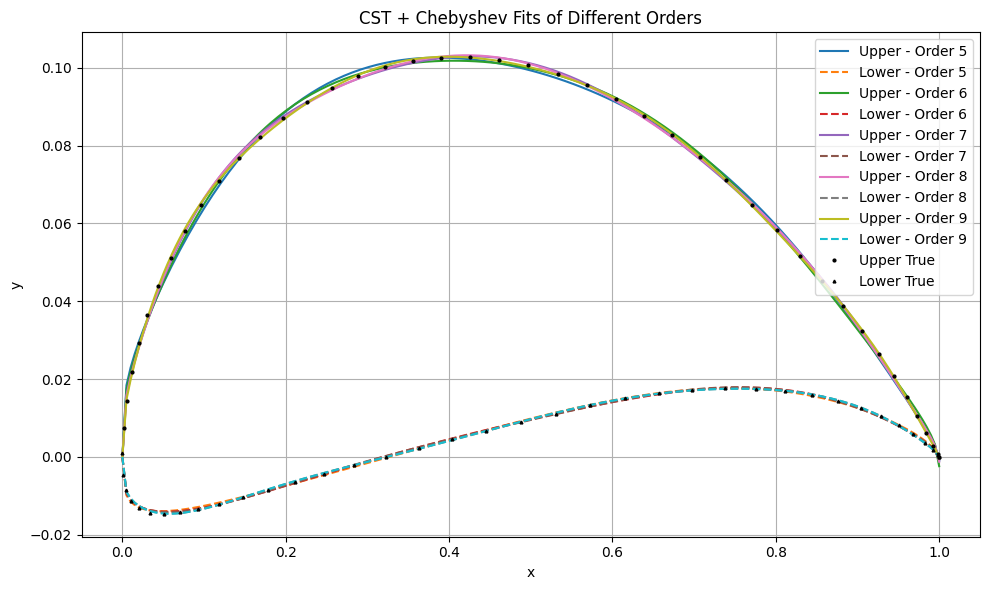 CST + Chebyshev Fits of Different Orders
Upper - Order 5
Lower - Order 5
Upper - Order 6
Lower - Order 6
Upper - Order 7
Lower - Order 7
Upper - Order 8
Lower - Order 8
Upper - Order 9
Lower - Order 9
Upper True
Lower True
y
0.10
0.08
0.06
0.04
0.02
0.00
−0.02
0.0 0.2 0.4 0.6 0.8 1.0
x